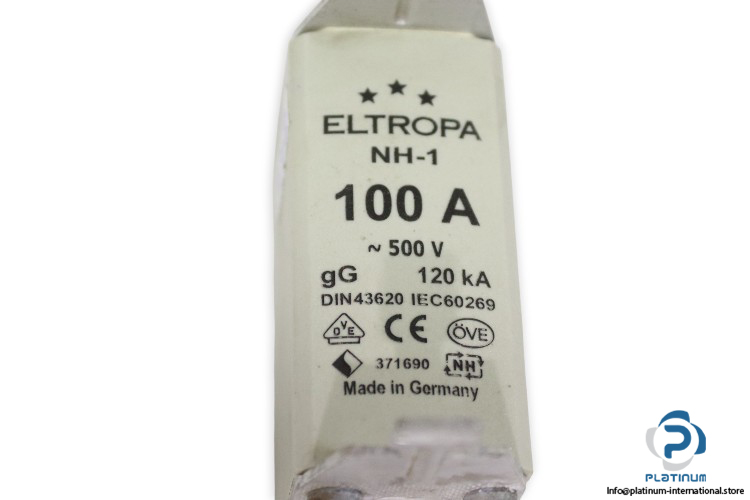 ELTROPA
NH-1
100 A
~ 500 V
gG 120 kA
DIN43620 IEC60269
DVE CE ÖVE
371690 NH
Made in Germany
PLATINUM
Info@platinum-international.store